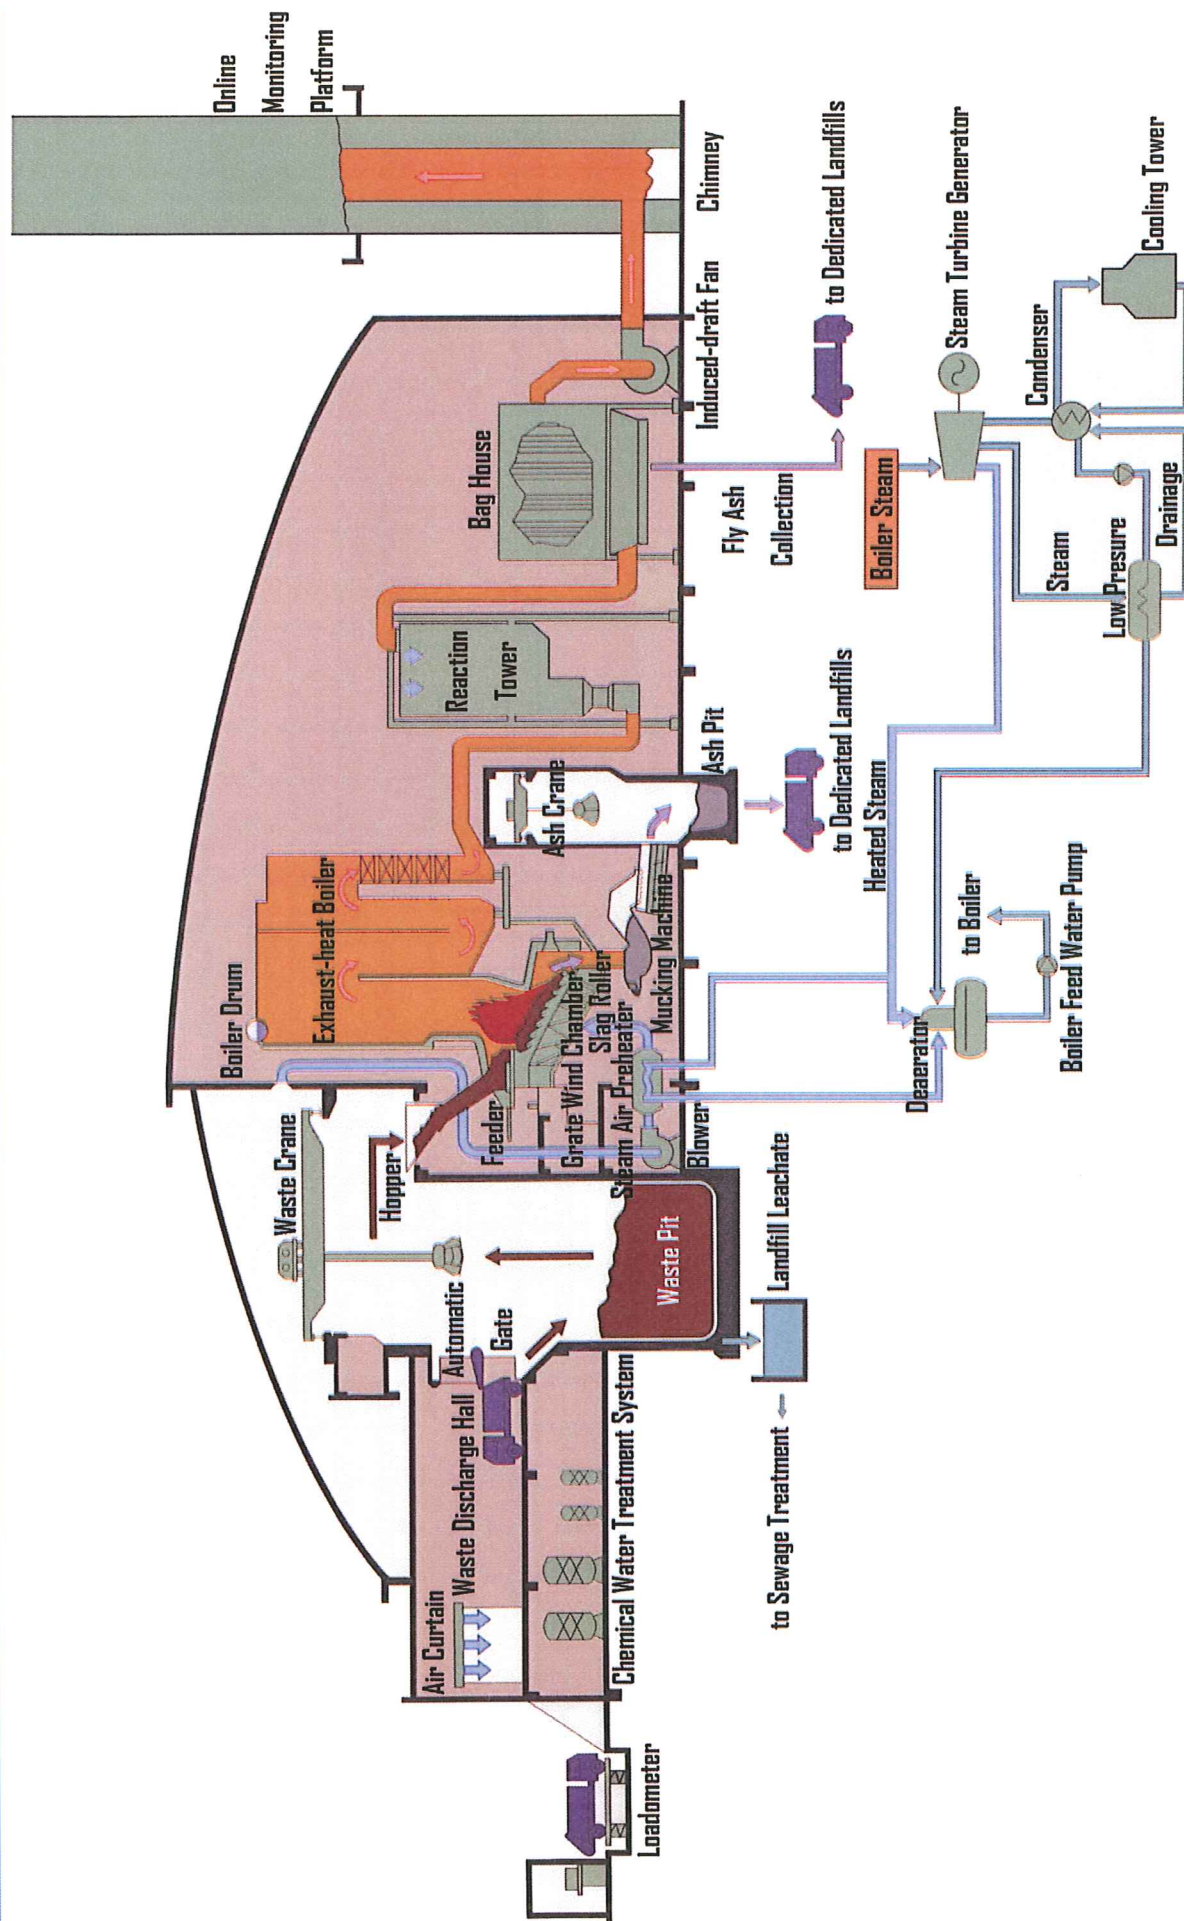 Online
Monitoring
Platform
Chimney
Induced-draft Fan
Bag House
Fly Ash
Collection
to Dedicated Landfills
Reaction
Tower
Ash Crane
Ash Pit
to Dedicated Landfills
Boiler Drum
Exhaust-heat Boiler
Waste Crane
Hopper
Feeder
Grate Wind Chamber
Slag Roller
Steam Air Preheater
Mucking Machine
Blower
Automatic
Gate
Waste Pit
Air Curtain
Waste Discharge Hall
Chemical Water Treatment System
Landfill Leachate
to Sewage Treatment
Loadometer
Boiler Steam
Steam Turbine Generator
Condenser
Cooling Tower
Steam
Low Presure
Drainage
Heated Steam
to Boiler
Boiler Feed Water Pump
Deaerator